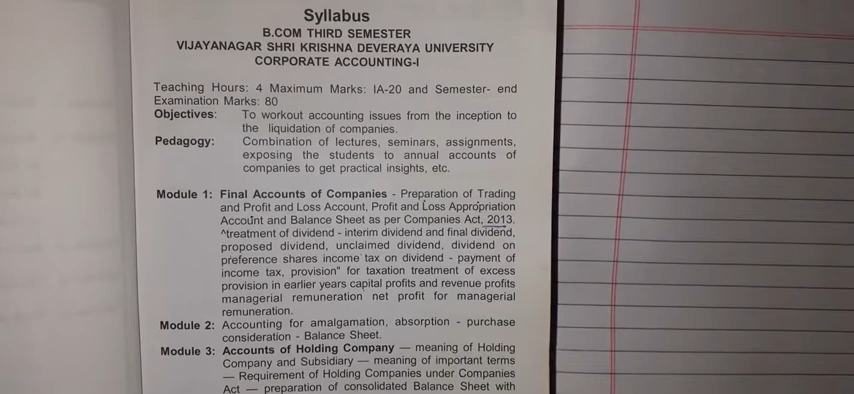 Syllabus
B.COM THIRD SEMESTER
VIJAYANAGAR SHRI KRISHNA DEVERAYA UNIVERSITY
CORPORATE ACCOUNTING-I
Teaching Hours: 4 Maximum Marks: IA-20 and Semester- end
Examination Marks: 80
Objectives: To workout accounting issues from the inception to
the liquidation of companies.
Pedagogy: Combination of lectures, seminars, assignments,
exposing the students to annual accounts of
companies to get practical insights, etc.
Module 1: Final Accounts of Companies - Preparation of Trading
and Profit and Loss Account, Profit and Loss Appropriation
Account and Balance Sheet as per Companies Act, 2013.
^treatment of dividend - interim dividend and final dividend,
proposed dividend, unclaimed dividend, dividend on
preference shares income tax on dividend - payment of
income tax, provision" for taxation treatment of excess
provision in earlier years capital profits and revenue profits
managerial remuneration net profit for managerial
remuneration.
Module 2: Accounting for amalgamation, absorption - purchase
consideration - Balance Sheet.
Module 3: Accounts of Holding Company — meaning of Holding
Company and Subsidiary — meaning of important terms
— Requirement of Holding Companies under Companies
Act — preparation of consolidated Balance Sheet with